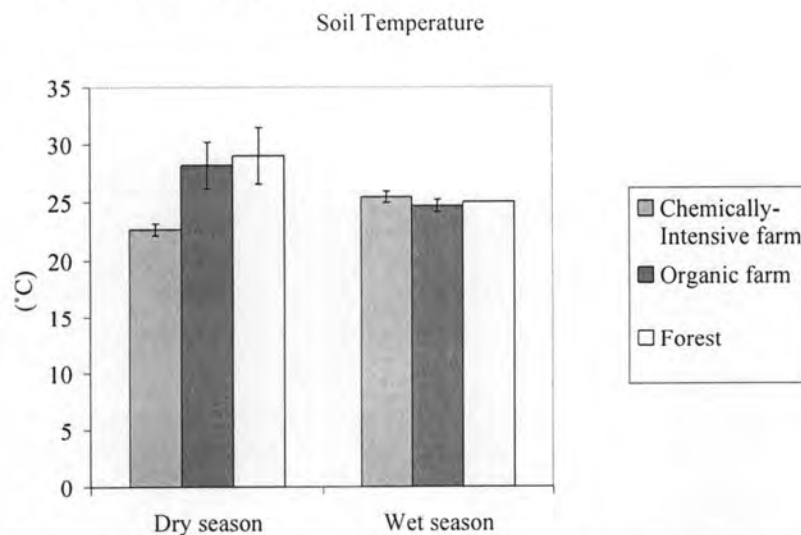 Soil Temperature
35
30
25
20
15
10
5
0
(˚C)
Dry season
Wet season
Chemically-
Intensive farm
Organic farm
Forest